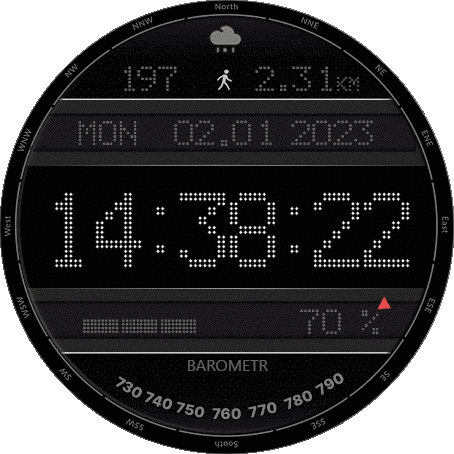 North
NNW NNE
NW NE
197 2.31KM
WNW ENE
MON 02.01 2023
14:38:22
West East
WSW ESE
70 %
SW SE
BAROMETR
730 740 750 760 770 780 790
SSW SSE
South